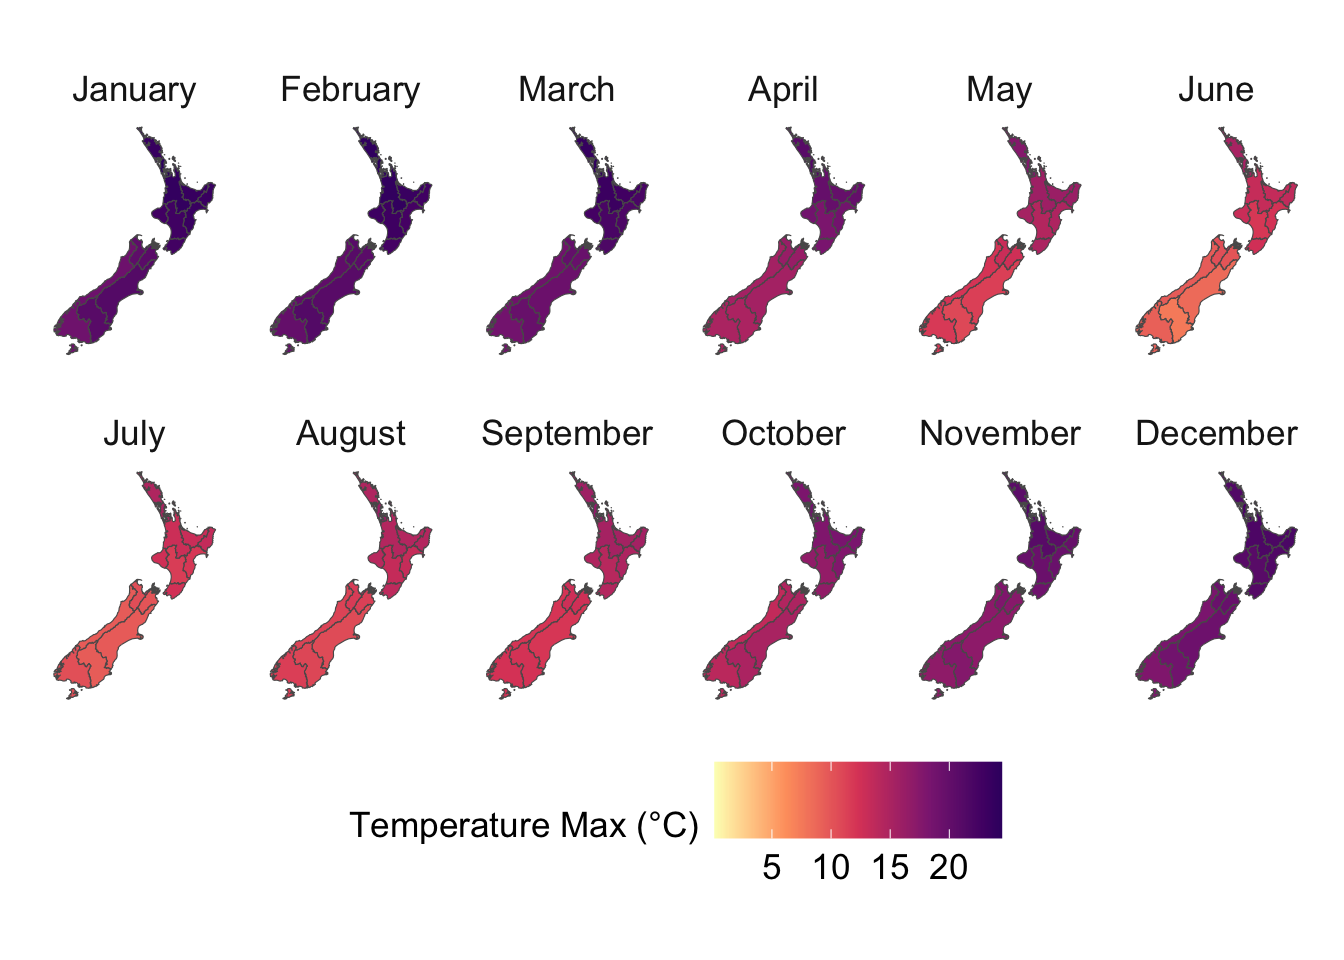 January February March April May June
July August September October November December
Temperature Max (°C)
5 10 15 20